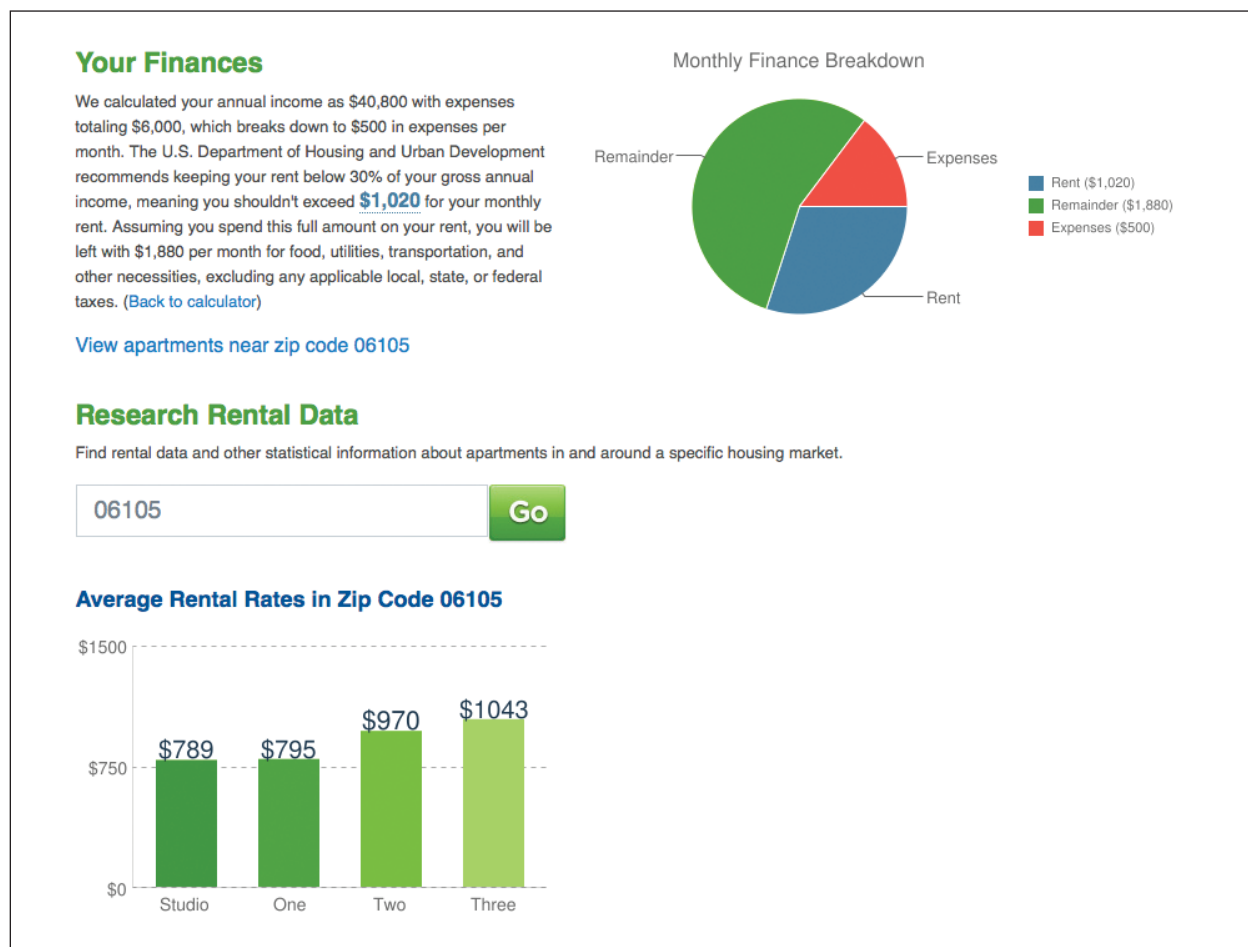 Your Finances
We calculated your annual income as $40,800 with expenses
totaling $6,000, which breaks down to $500 in expenses per
month. The U.S. Department of Housing and Urban Development
recommends keeping your rent below 30% of your gross annual
income, meaning you shouldn't exceed $1,020 for your monthly
rent. Assuming you spend this full amount on your rent, you will be
left with $1,880 per month for food, utilities, transportation, and
other necessities, excluding any applicable local, state, or federal
taxes. (Back to calculator)
View apartments near zip code 06105
Monthly Finance Breakdown
Remainder
Expenses
Rent
Rent ($1,020)
Remainder ($1,880)
Expenses ($500)
Research Rental Data
Find rental data and other statistical information about apartments in and around a specific housing market.
06105
Go
Average Rental Rates in Zip Code 06105
$1500
$750
$0
$789
$795
$970
$1043
Studio
One
Two
Three